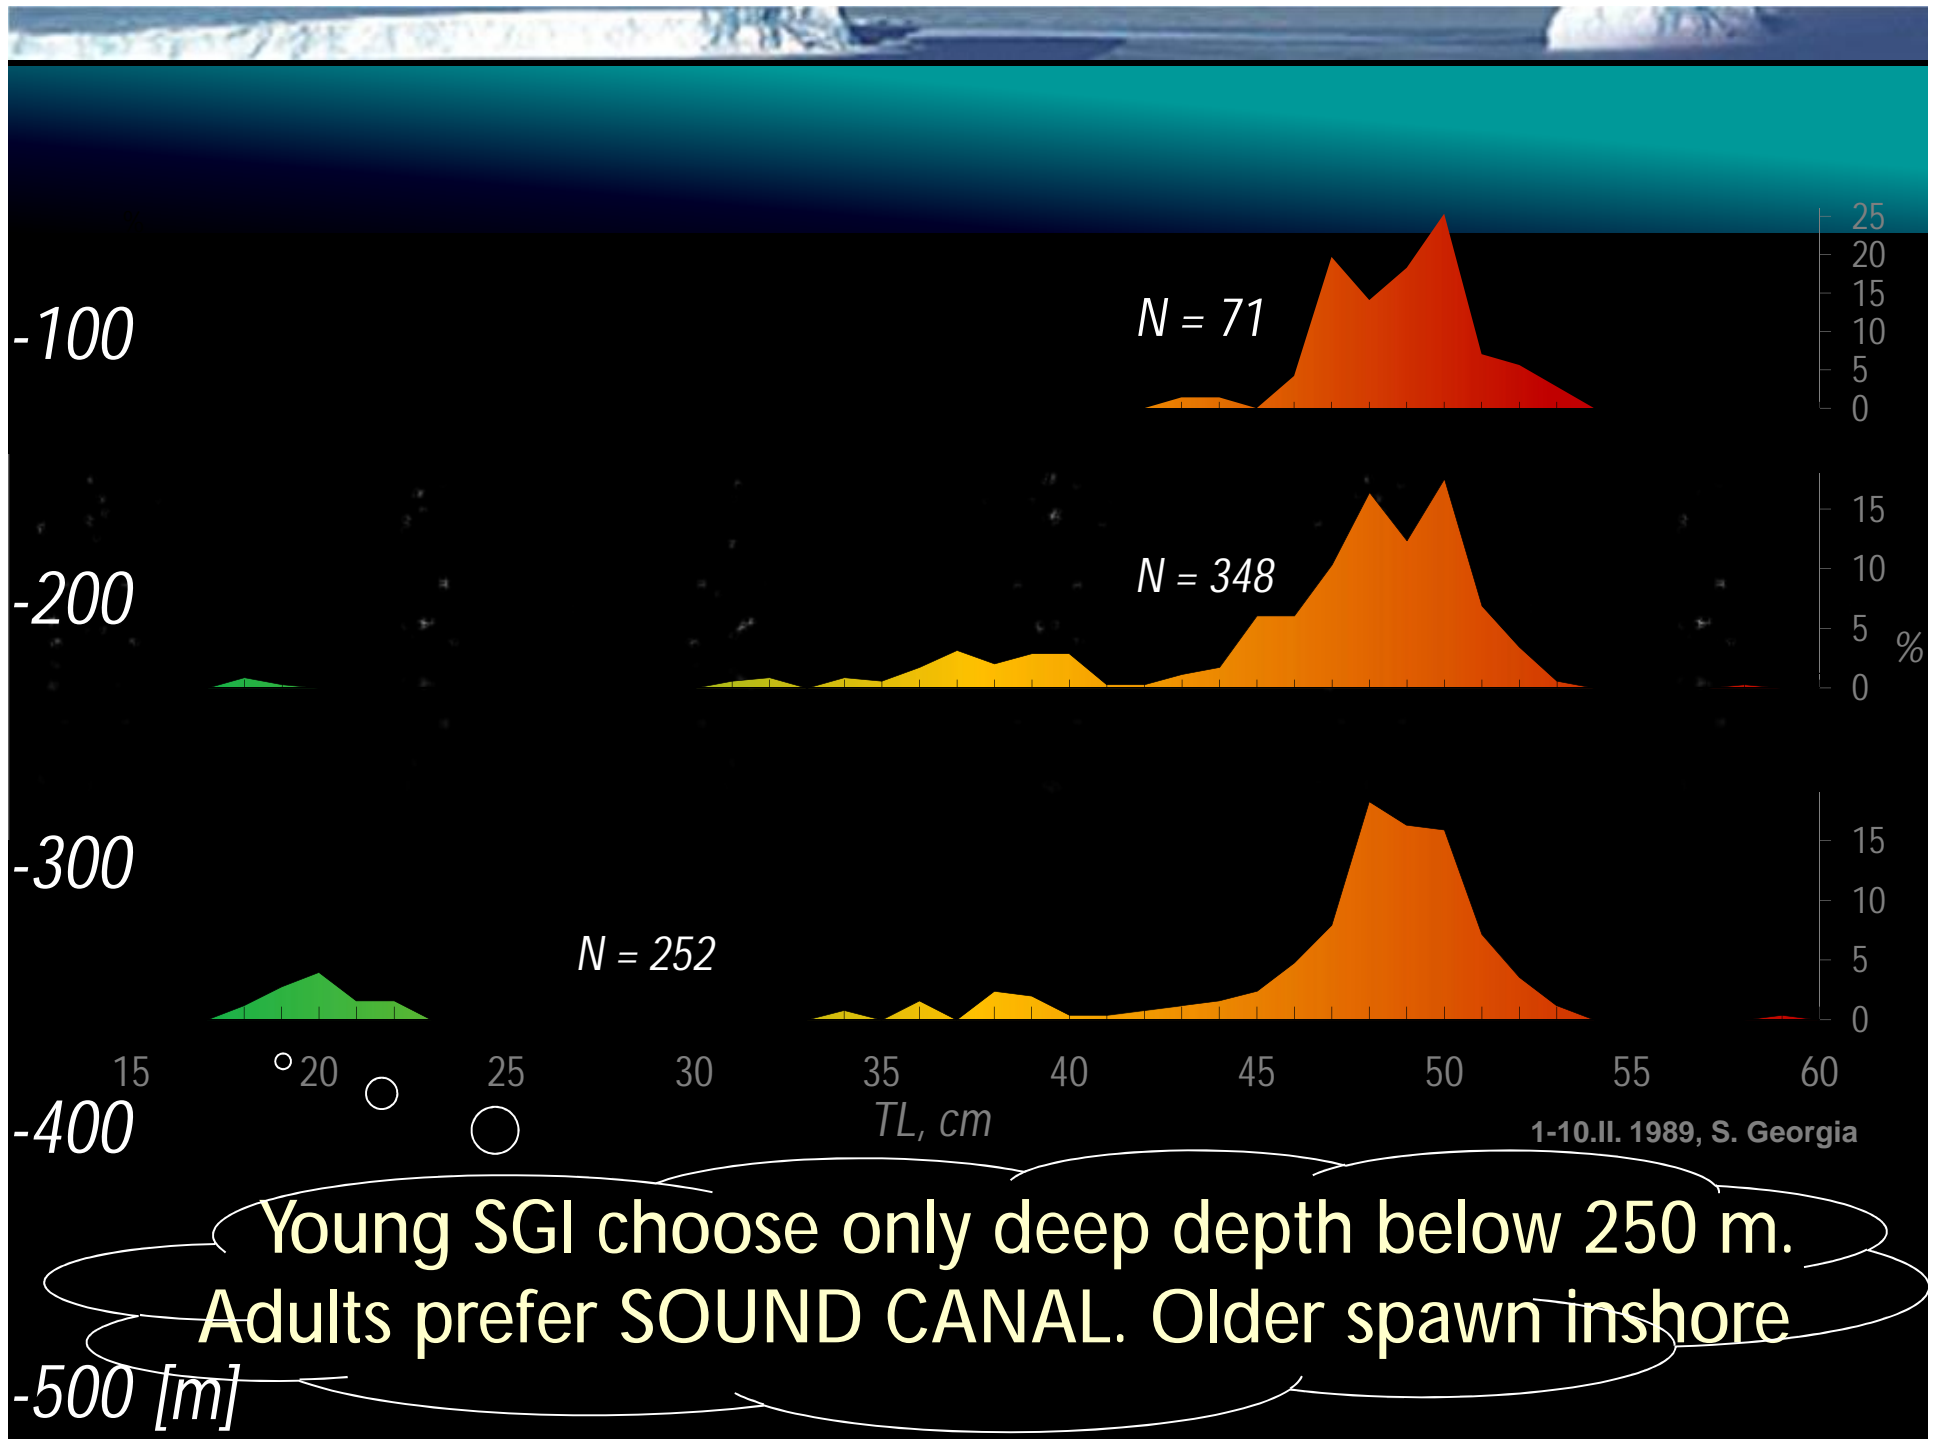 25
20
15
10
5
0
-100
N = 71
15
10
5
0
%
-200
N = 348
15
10
5
0
-300
N = 252
15 20 25 30 35 40 45 50 55 60
TL, cm
-400
1-10.II. 1989, S. Georgia
Young SGI choose only deep depth below 250 m.
Adults prefer SOUND CANAL. Older spawn inshore
-500 [m]